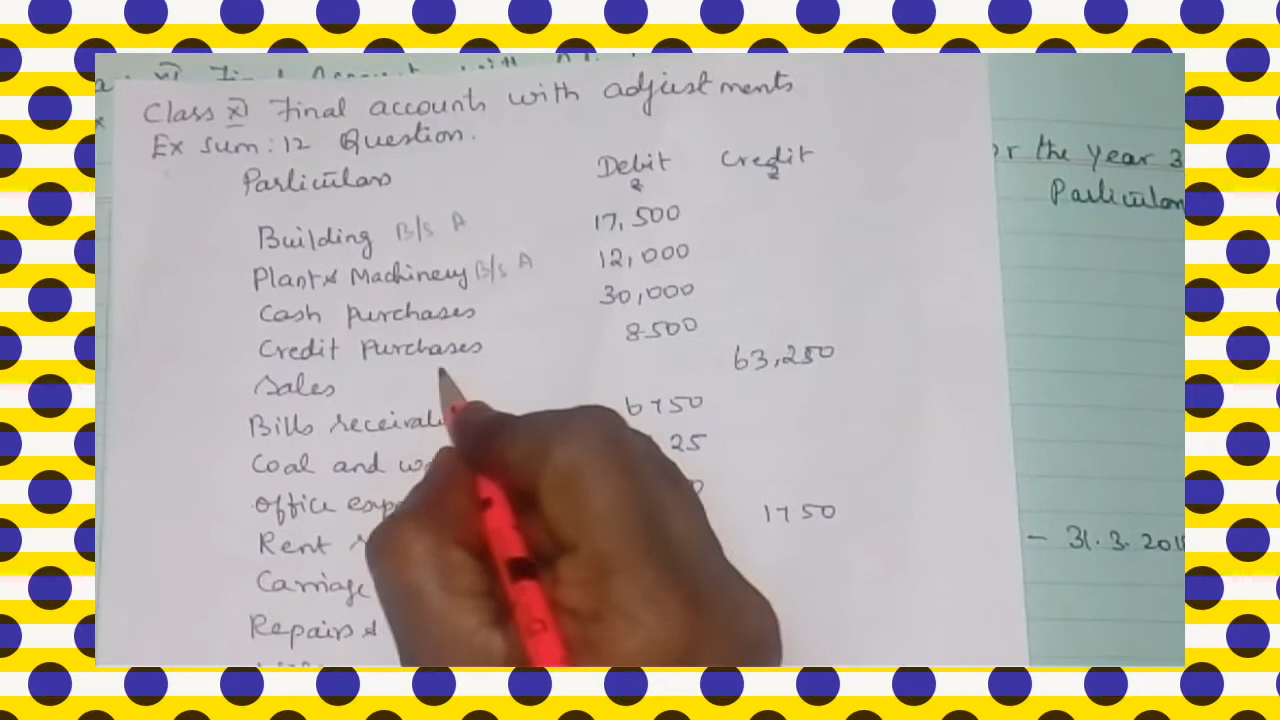 Class XI Final accounts with adjustments
Ex Sum: 12 Question.
Particulars Debit Credit
₹ ₹
Building B/S A 17,500
Plant & Machinery B/S A 12,000
Cash purchases 30,000
Credit purchases 8500
Sales 63,250
Bills 6750
Coal and 25
office
Rent 1750
Carriage
Repairs &
or the Year 3
Particular
- 31.3.201